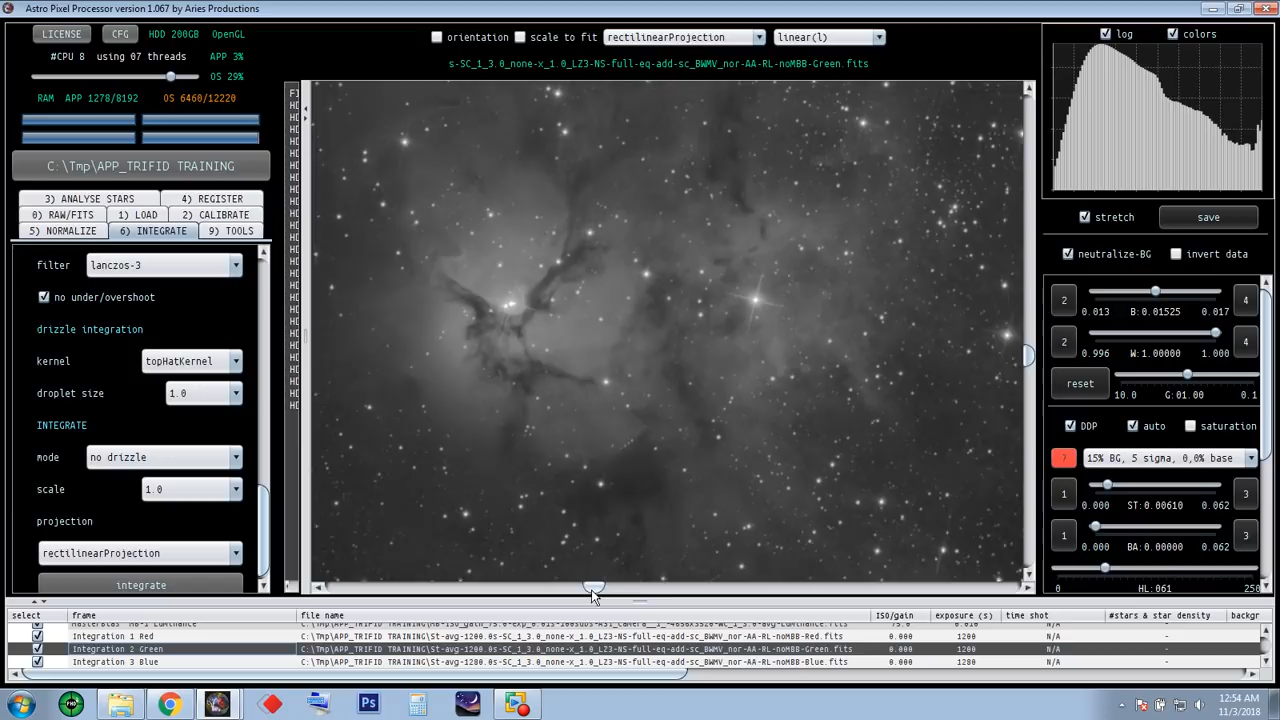 Astro Pixel Processor version 1.067 by Aries Productions
LICENSE CFG HDD 200GB OpenGL
#CPU 8 using 07 threads APP 3%
OS 29%
RAM APP 1278/8192 OS 6460/12220
C:\Tmp\APP_TRIFID TRAINING
3) ANALYSE STARS 4) REGISTER
0) RAW/FITS 1) LOAD 2) CALIBRATE
5) NORMALIZE 6) INTEGRATE 9) TOOLS
filter lanczos-3
no under/overshoot
drizzle integration
kernel topHatKernel
droplet size 1.0
INTEGRATE
mode no drizzle
scale 1.0
projection
rectilinearProjection
integrate
orientation scale to fit rectilinearProjection linear(l)
s-SC_1_3.0_none-x_1.0_LZ3-NS-full-eq-add-sc_BWMV_nor-AA-RL-noMBB-Green.fits
log colors
stretch save
neutralize-BG invert data
2 4
0.013 B:0.01525 0.017
2 4
0.996 W:1.00000 1.000
reset
10.0 G:01.00 0.1
DDP auto saturation
? 15% BG, 5 sigma, 0,0% base
1 3
0.000 ST:0.00610 0.062
1 3
0.000 BA:0.00000 0.062
0 HL:061 250
select frame file name ISO/gain exposure (s) time shot #stars & star density backgr
Integration 1 Red C:\Tmp\APP_TRIFID TRAINING\St-avg-1200.0s-SC_1_3.0_none-x_1.0_LZ3-NS-full-eq-add-sc_BWMV_nor-AA-RL-noMBB-Red.fits 0.000 1200 N/A -
Integration 2 Green C:\Tmp\APP_TRIFID TRAINING\St-avg-1200.0s-SC_1_3.0_none-x_1.0_LZ3-NS-full-eq-add-sc_BWMV_nor-AA-RL-noMBB-Green.fits 0.000 1200 N/A -
Integration 3 Blue C:\Tmp\APP_TRIFID TRAINING\St-avg-1280.0s-SC_1_3.0_none-x_1.0_LZ3-NS-full-eq-add-sc_BWMV_nor-AA-RL-noMBB-Blue.fits 0.000 1280 N/A -
PHD Ps
12:54 AM
11/3/2018